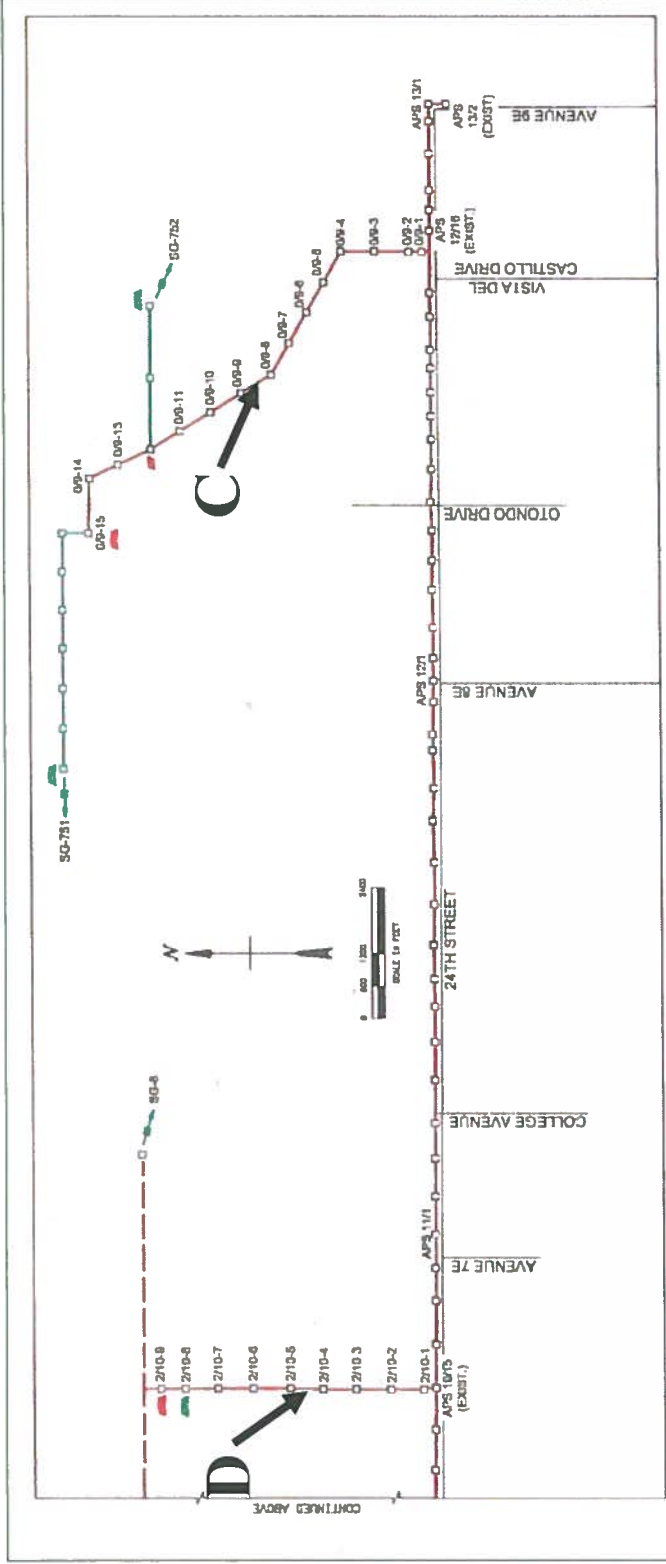 SG-751
0/9-15
0/9-14
0/9-13
SG-752
0/9-11
0/9-10
0/9-9
0/9-8
0/9-7
0/9-6
0/9-5
0/9-4
0/9-3
0/9-2
0/9-1
C
N
0 600 1200 2400
SCALE IN FEET
SG-8
2/10-9
2/10-8
2/10-7
2/10-6
2/10-5
2/10-4
2/10-3
2/10-2
2/10-1
D
CONTINUED ABOVE
APS 10/15
(EXIST.)
APS 11/1
APS 12/1
APS
12/16
(EXIST.)
APS 13/1
APS
13/2
(EXIST)
24TH STREET
AVENUE 7E
COLLEGE AVENUE
AVENUE 8E
OTONDO DRIVE
VISTA DEL
CASTILLO DRIVE
AVENUE 9E